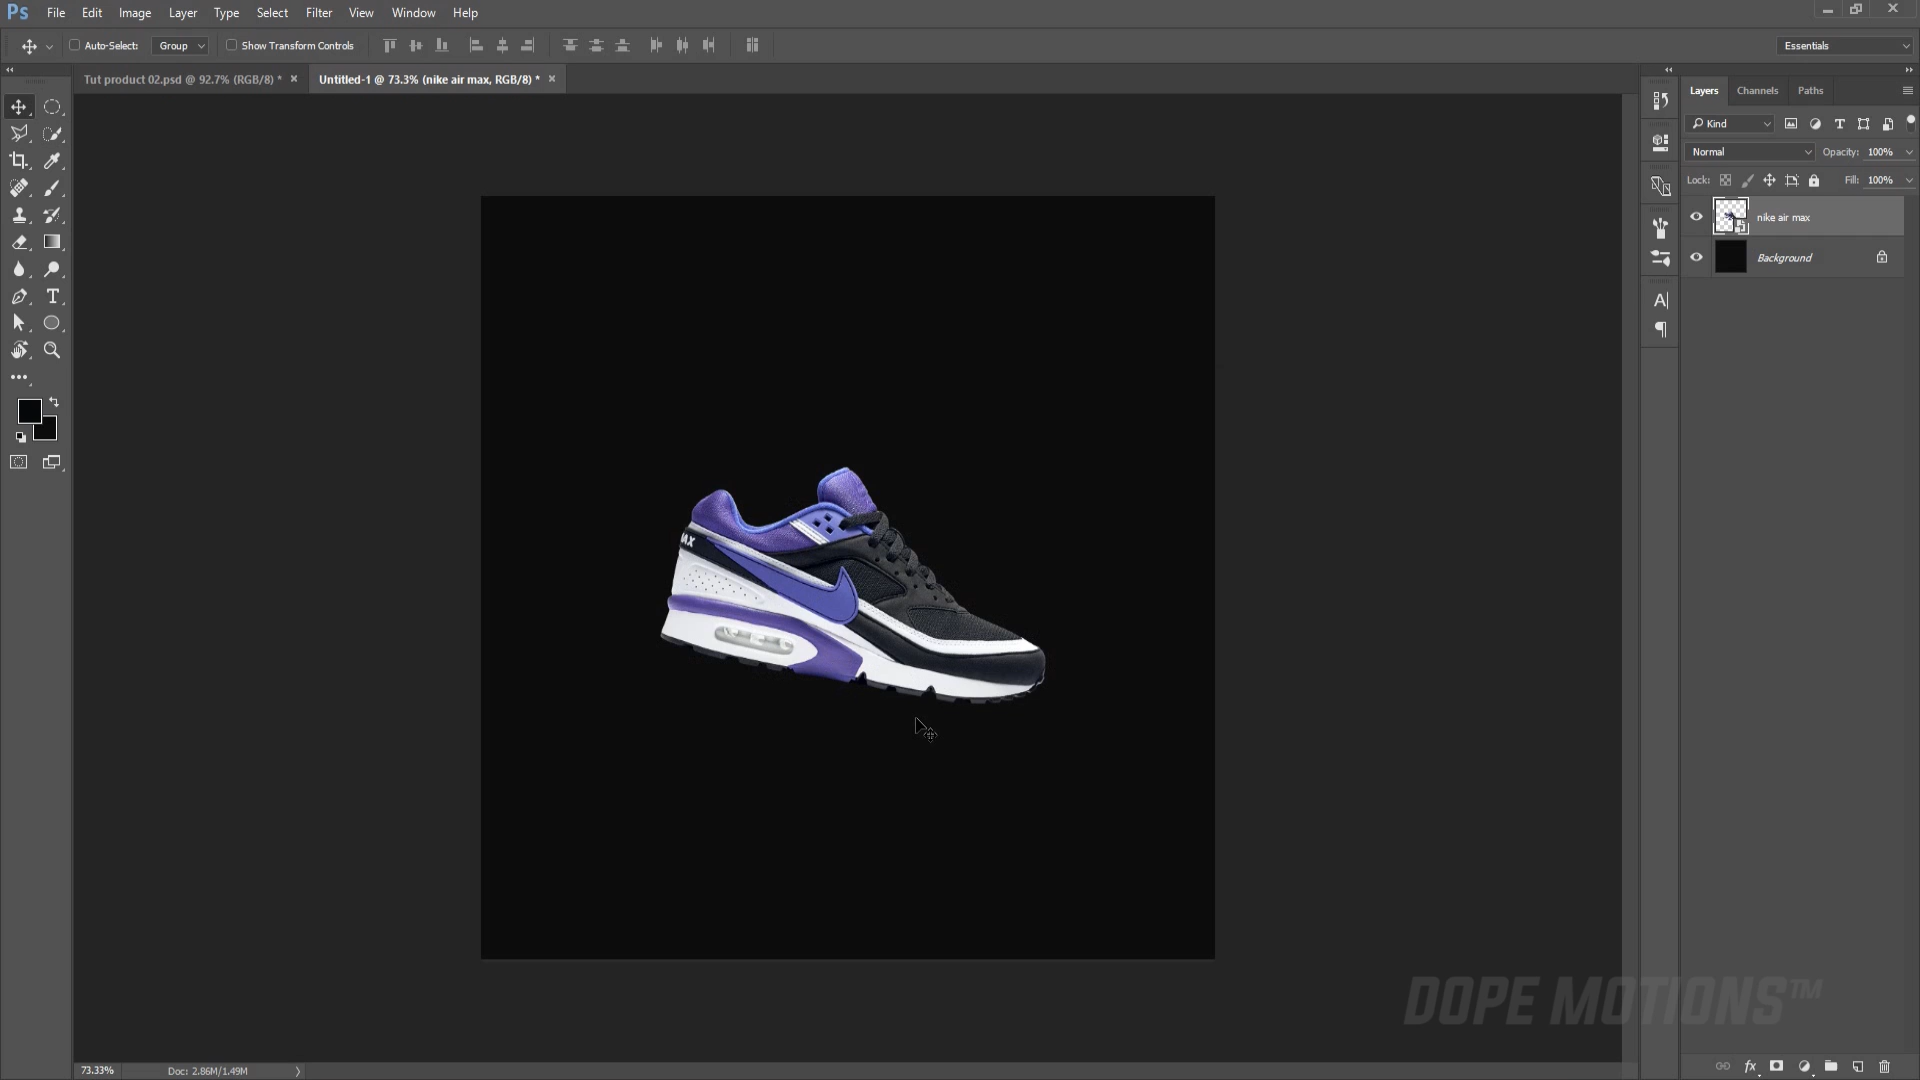 Ps File Edit Image Layer Type Select Filter View Window Help
Auto-Select: Group Show Transform Controls Essentials
Tut product 02.psd @ 92.7% (RGB/8) * × Untitled-1 @ 73.3% (nike air max, RGB/8) * ×
Layers Channels Paths
Kind
Normal Opacity: 100%
Lock: Fill: 100%
nike air max
Background
AX
DOPE MOTIONS™
73.33% Doc: 2.86M/1.49M